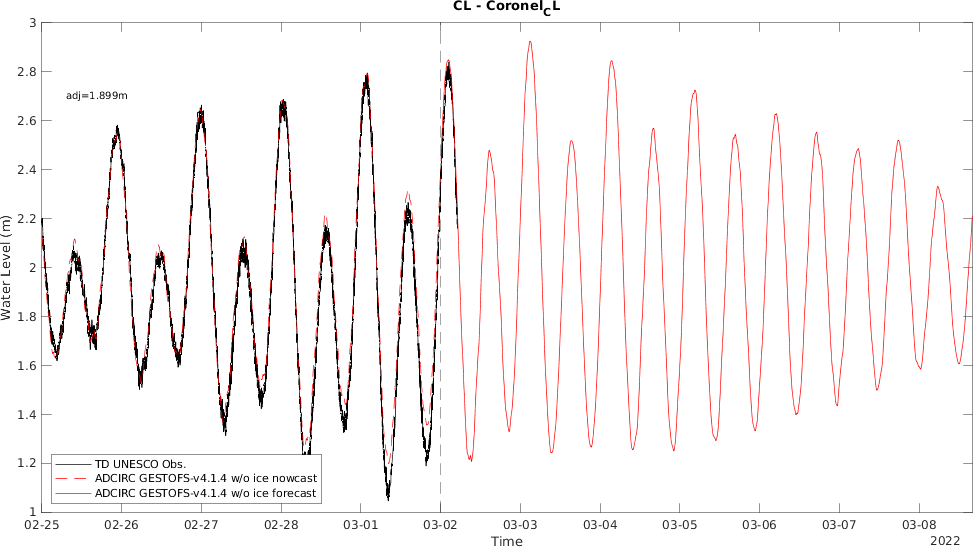 CL - Coronel_CL
3
2.8
adj=1.899m
2.6
2.4
2.2
2
1.8
1.6
1.4
1.2
1
Water Level (m)
TD UNESCO Obs.
ADCIRC GESTOFS-v4.1.4 w/o ice nowcast
ADCIRC GESTOFS-v4.1.4 w/o ice forecast
02-25 02-26 02-27 02-28 03-01 03-02 03-03 03-04 03-05 03-06 03-07 03-08
Time
2022